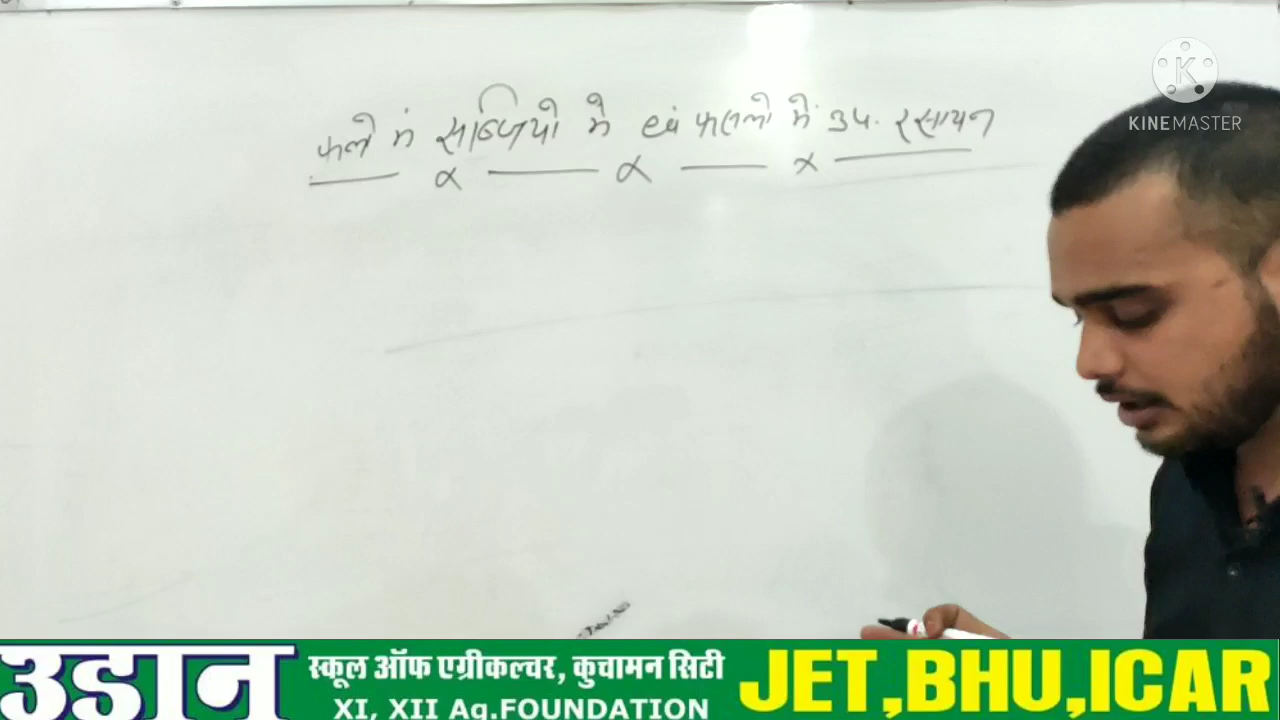 फलो में सब्जियो मे एवं फसलो में उप. रसायन
KINEMASTER
उडान
स्कूल ऑफ एग्रीकल्चर, कुचामन सिटी
XI, XII Ag.FOUNDATION
JET,BHU,ICAR